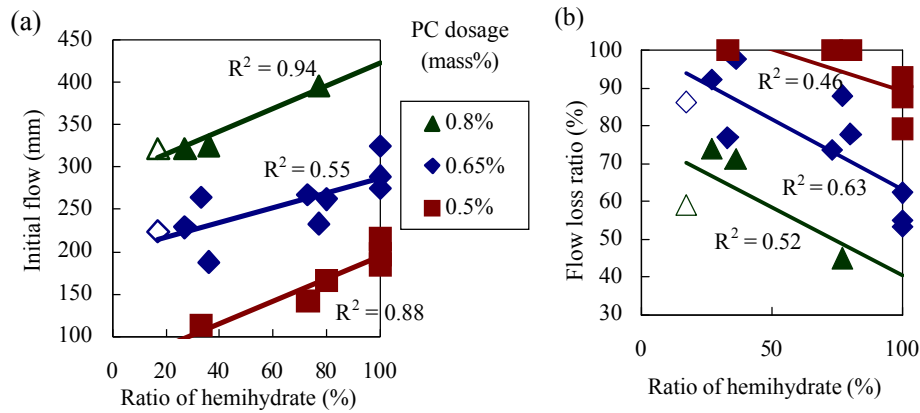 (a)
450
400
350
300
250
200
150
100
Initial flow (mm)
R² = 0.94
R² = 0.55
R² = 0.88
0 20 40 60 80 100
Ratio of hemihydrate (%)
PC dosage
(mass%)
0.8%
0.65%
0.5%
(b)
100
90
80
70
60
50
40
30
Flow loss ratio (%)
R² = 0.46
R² = 0.63
R² = 0.52
0 50 100
Ratio of hemihydrate (%)